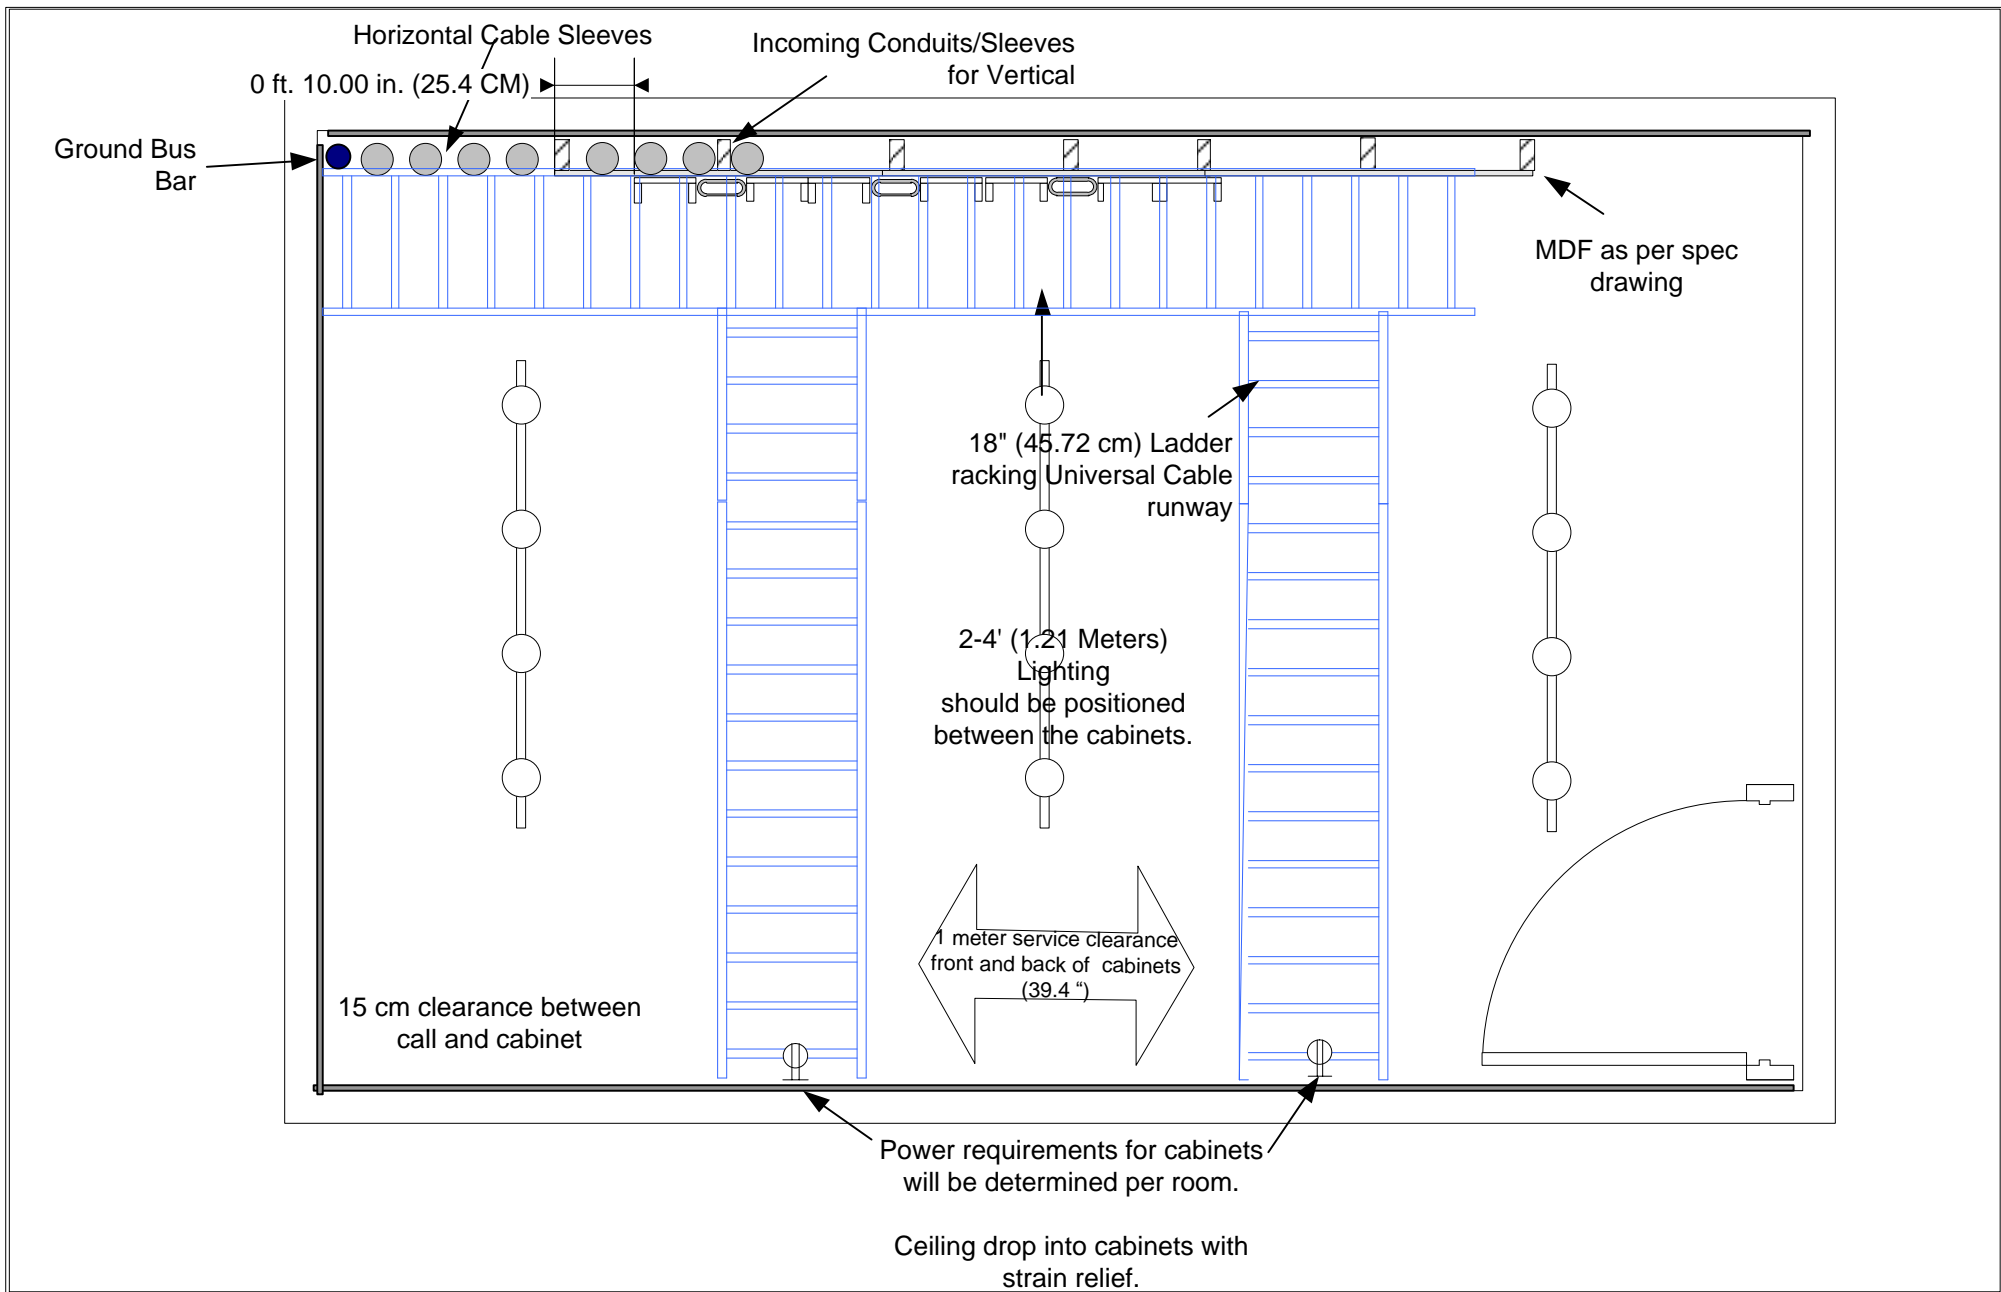 Horizontal Cable Sleeves
Incoming Conduits/Sleeves
for Vertical
0 ft. 10.00 in. (25.4 CM)
Ground Bus
Bar
MDF as per spec
drawing
18" (45.72 cm) Ladder
racking Universal Cable
runway
2-4' (1.21 Meters)
Lighting
should be positioned
between the cabinets.
1 meter service clearance
front and back of cabinets
(39.4 “)
15 cm clearance between
call and cabinet
Power requirements for cabinets
will be determined per room.
Ceiling drop into cabinets with
strain relief.